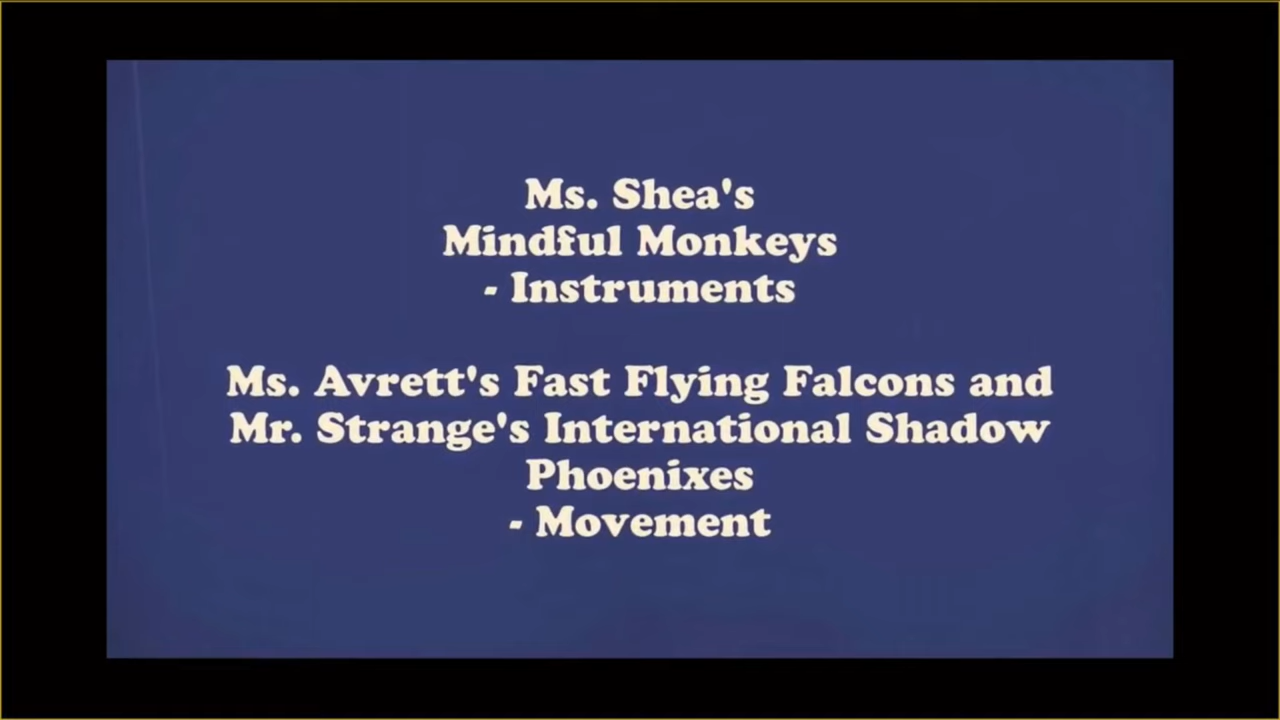 Ms. Shea's
Mindful Monkeys
- Instruments
Ms. Avrett's Fast Flying Falcons and
Mr. Strange's International Shadow
Phoenixes
- Movement